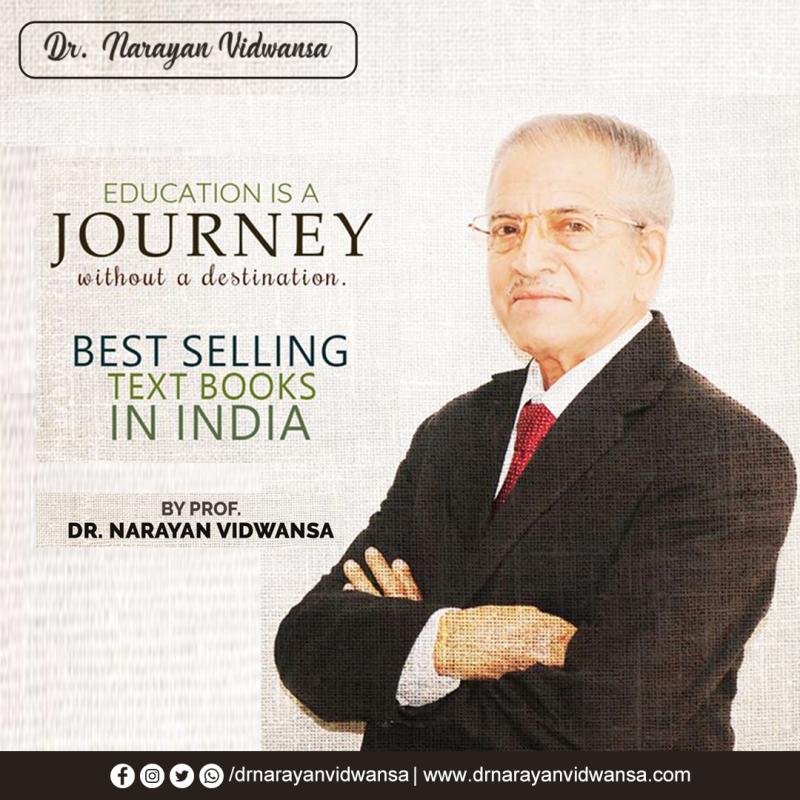 Dr. Narayan Vidwansa
EDUCATION IS A
JOURNEY
without a destination.
BEST SELLING
TEXT BOOKS
IN INDIA
BY PROF.
DR. NARAYAN VIDWANSA
/drnarayanvidwansa | www.drnarayanvidwansa.com